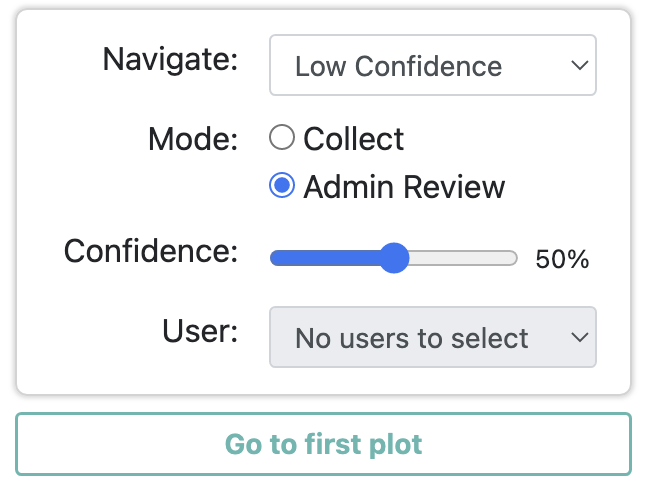 Navigate: Low Confidence
Mode: Collect
Admin Review
Confidence: 50%
User: No users to select
Go to first plot